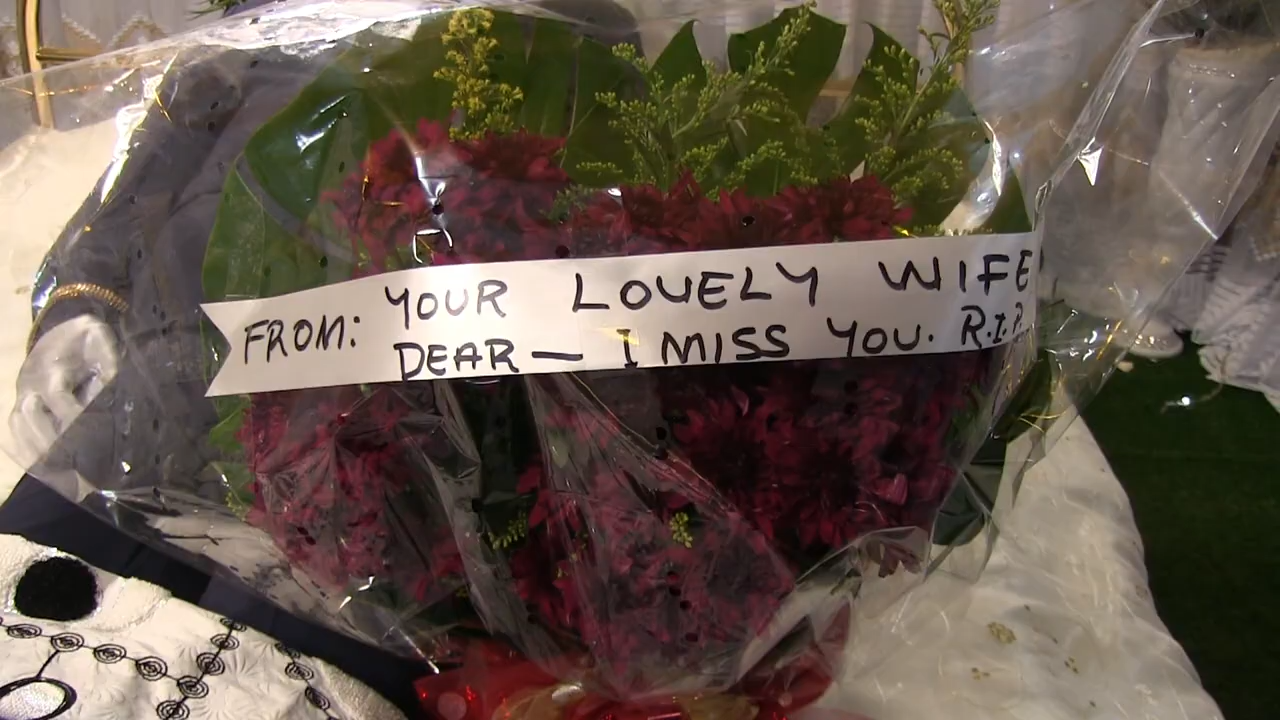 FROM: YOUR LOVELY WIFE
DEAR — I MISS YOU. R.I.P.